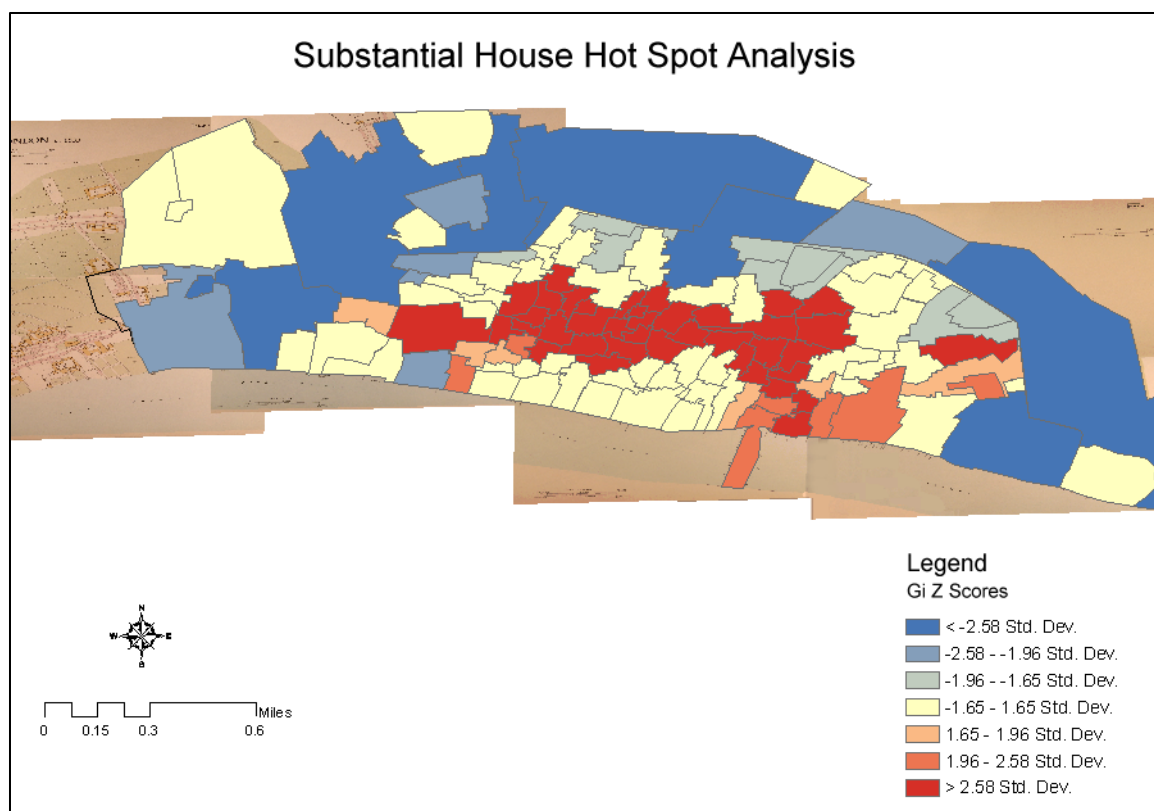 Substantial House Hot Spot Analysis
Legend
Gi Z Scores
< -2.58 Std. Dev.
-2.58 - -1.96 Std. Dev.
-1.96 - -1.65 Std. Dev.
-1.65 - 1.65 Std. Dev.
1.65 - 1.96 Std. Dev.
1.96 - 2.58 Std. Dev.
> 2.58 Std. Dev.
N
W E
S
Miles
0 0.15 0.3 0.6